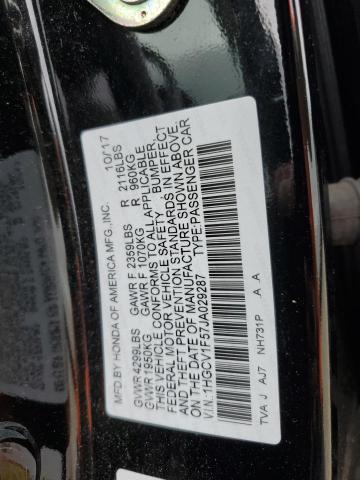 MFD.BY HONDA OF AMERICA MFG.,INC. 10/17
GVWR 4299LBS GAWR F 2359LBS R 2116LBS
GVWR 1950KG GAWR F 1070KG R 960KG
THIS VEHICLE CONFORMS TO ALL APPLICABLE
FEDERAL MOTOR VEHICLE SAFETY, BUMPER,
AND THEFT PREVENTION STANDARDS IN EFFECT
ON THE DATE OF MANUFACTURE SHOWN ABOVE.
V.I.N.:1HGCV1F57JA029287 TYPE:PASSENGER CAR
TVA J AJ7 NH731P A A